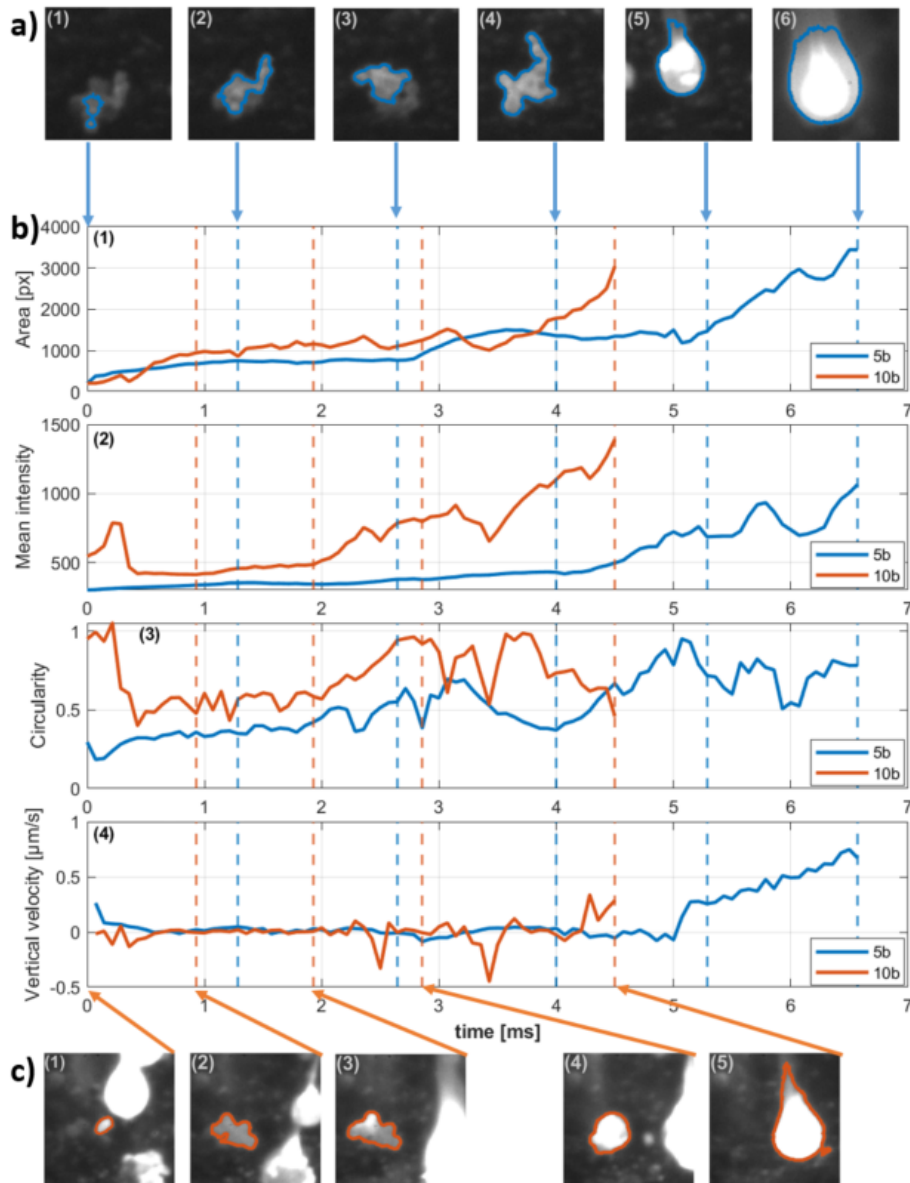 a)
(1) (2) (3) (4) (5) (6)
b)
(1)
4000
3000
2000
1000
0
Area [px]
5b
10b
0 1 2 3 4 5 6 7
(2)
1500
1000
500
Mean intensity
5b
10b
0 1 2 3 4 5 6 7
(3)
1
0.5
0
Circularity
5b
10b
0 1 2 3 4 5 6 7
(4)
1
0.5
0
-0.5
Vertical velocity [µm/s]
5b
10b
0 1 2 3 4 5 6 7
time [ms]
c)
(1) (2) (3) (4) (5)